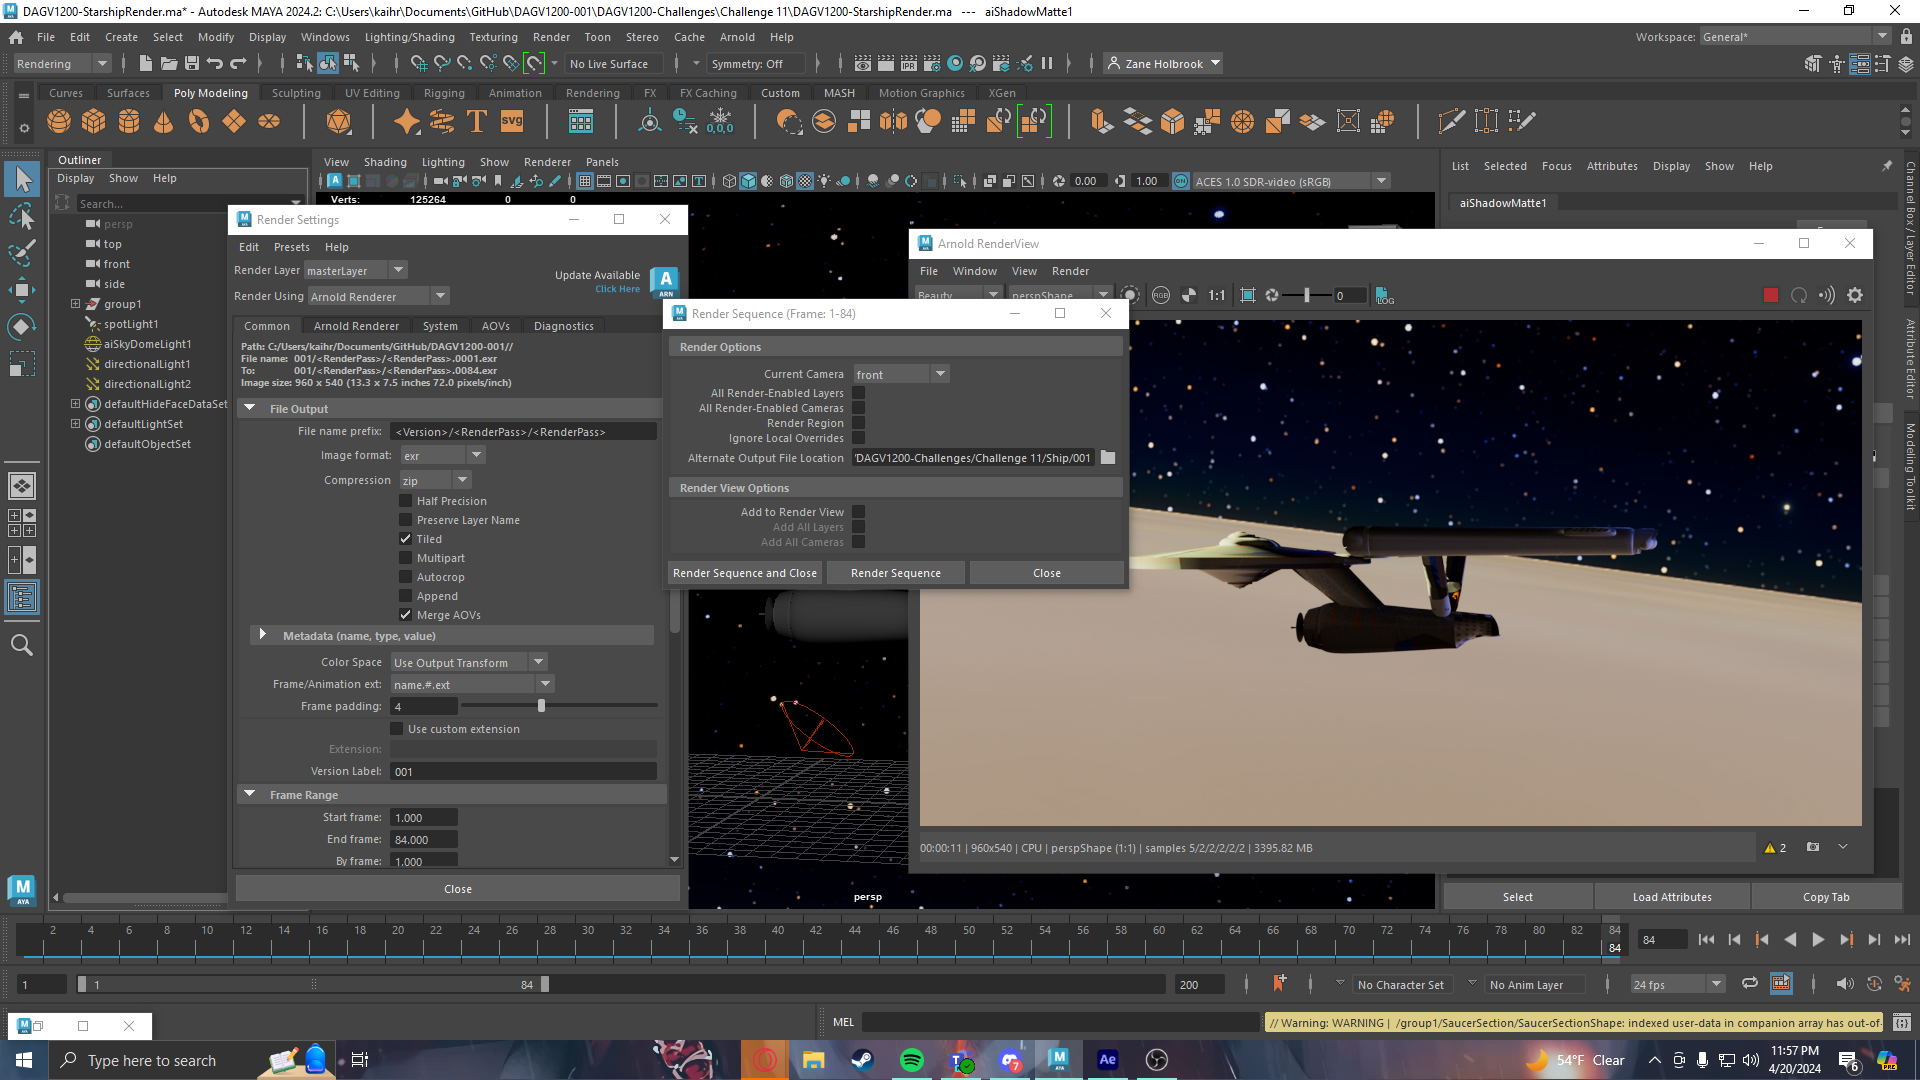 DAGV1200-StarshipRender.ma* - Autodesk MAYA 2024.2: C:\Users\kaihr\Documents\GitHub\DAGV1200-001\DAGV1200-Challenges\Challenge 11\DAGV1200-StarshipRender.ma --- aiShadowMatte1
File Edit Create Select Modify Display Windows Lighting/Shading Texturing Render Toon Stereo Cache Arnold Help
Workspace: General*
Rendering
No Live Surface
Symmetry: Off
Zane Holbrook
Curves Surfaces Poly Modeling Sculpting UV Editing Rigging Animation Rendering FX FX Caching Custom MASH Motion Graphics XGen
Outliner
Display Show Help
Search...
persp
top
front
side
group1
spotLight1
aiSkyDomeLight1
directionalLight1
directionalLight2
defaultHideFaceDataSet
defaultLightSet
defaultObjectSet
View Shading Lighting Show Renderer Panels
0.00 1.00 ACES 1.0 SDR-video (sRGB)
Verts: 125264 0 0
persp
Render Settings
Edit Presets Help
Render Layer masterLayer
Render Using Arnold Renderer
Update Available
Click Here
Common Arnold Renderer System AOVs Diagnostics
Path: C:/Users/kaihr/Documents/GitHub/DAGV1200-001//
File name: 001/<RenderPass>/<RenderPass>.0001.exr
To: 001/<RenderPass>/<RenderPass>.0084.exr
Image size: 960 x 540 (13.3 x 7.5 inches 72.0 pixels/inch)
File Output
File name prefix: <Version>/<RenderPass>/<RenderPass>
Image format: exr
Compression zip
Half Precision
Preserve Layer Name
Tiled
Multipart
Autocrop
Append
Merge AOVs
Metadata (name, type, value)
Color Space Use Output Transform
Frame/Animation ext: name.#.ext
Frame padding: 4
Use custom extension
Extension:
Version Label: 001
Frame Range
Start frame: 1.000
End frame: 84.000
By frame: 1.000
Close
Render Sequence (Frame: 1-84)
Render Options
Current Camera front
All Render-Enabled Layers
All Render-Enabled Cameras
Render Region
Ignore Local Overrides
Alternate Output File Location 'DAGV1200-Challenges/Challenge 11/Ship/001
Render View Options
Add to Render View
Add All Layers
Add All Cameras
Render Sequence and Close Render Sequence Close
Arnold RenderView
File Window View Render
Beauty perspShape 1:1 0 LOG
00:00:11 | 960x540 | CPU | perspShape (1:1) | samples 5/2/2/2/2/2 | 3395.82 MB
2
List Selected Focus Attributes Display Show Help
aiShadowMatte1
Channel Box / Layer Editor
Attribute Editor
Modeling Toolkit
Select Load Attributes Copy Tab
2 4 6 8 10 12 14 16 18 20 22 24 26 28 30 32 34 36 38 40 42 44 46 48 50 52 54 56 58 60 62 64 66 68 70 72 74 76 78 80 82 84
84
84
1 1 84 200
No Character Set
No Anim Layer
24 fps
MEL
// Warning: WARNING | /group1/SaucerSection/SaucerSectionShape: indexed user-data in companion array has out-of-
Type here to search
54°F Clear
11:57 PM
4/20/2024